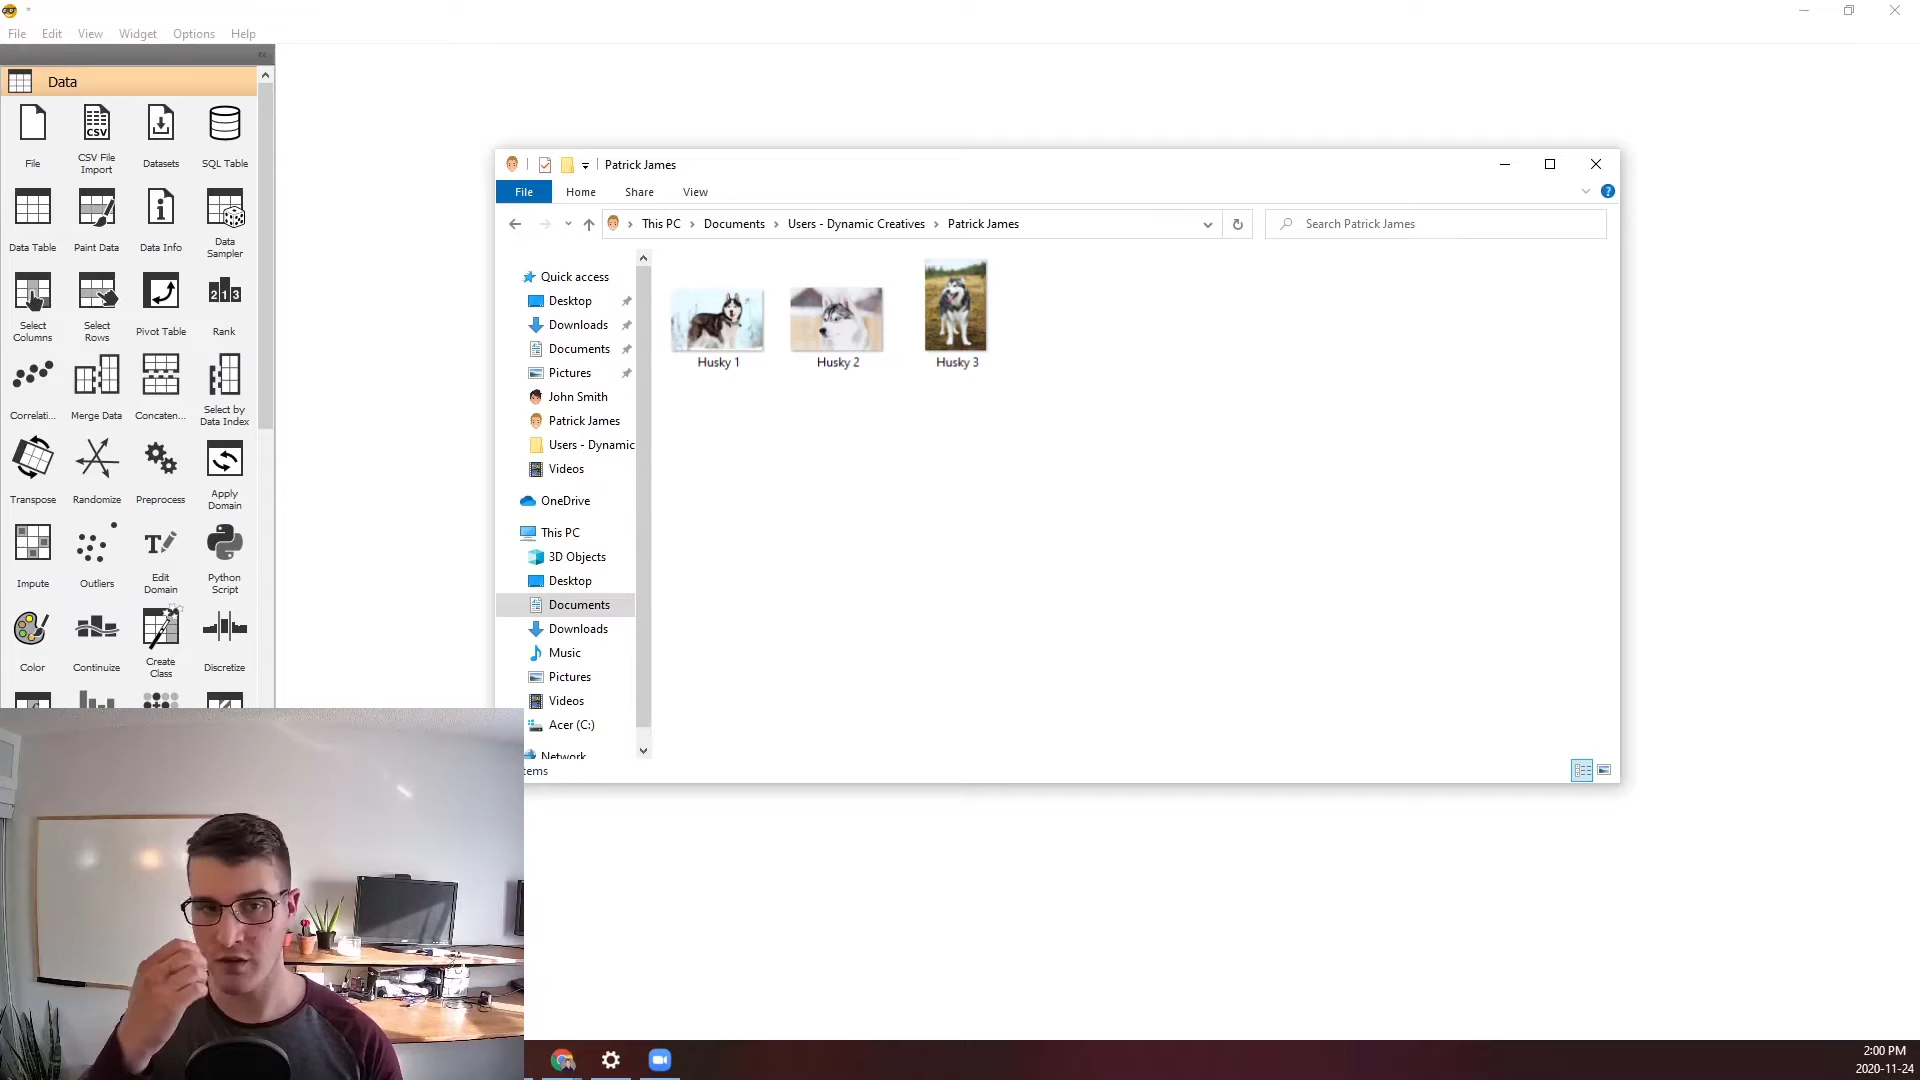 File Edit View Widget Options Help
Data
File
CSV File
Import
Datasets
SQL Table
Data Table
Paint Data
Data Info
Data
Sampler
Select
Columns
Select
Rows
Pivot Table
Rank
Correlati...
Merge Data
Concaten...
Select by
Data Index
Transpose
Randomize
Preprocess
Apply
Domain
Impute
Outliers
Edit
Domain
Python
Script
Color
Continuize
Create
Class
Discretize
Patrick James
File Home Share View
This PC > Documents > Users - Dynamic Creatives > Patrick James
Search Patrick James
Quick access
Desktop
Downloads
Documents
Pictures
John Smith
Patrick James
Users - Dynamic
Videos
OneDrive
This PC
3D Objects
Desktop
Documents
Downloads
Music
Pictures
Videos
Acer (C:)
Network
tems
Husky 1
Husky 2
Husky 3
2:00 PM
2020-11-24